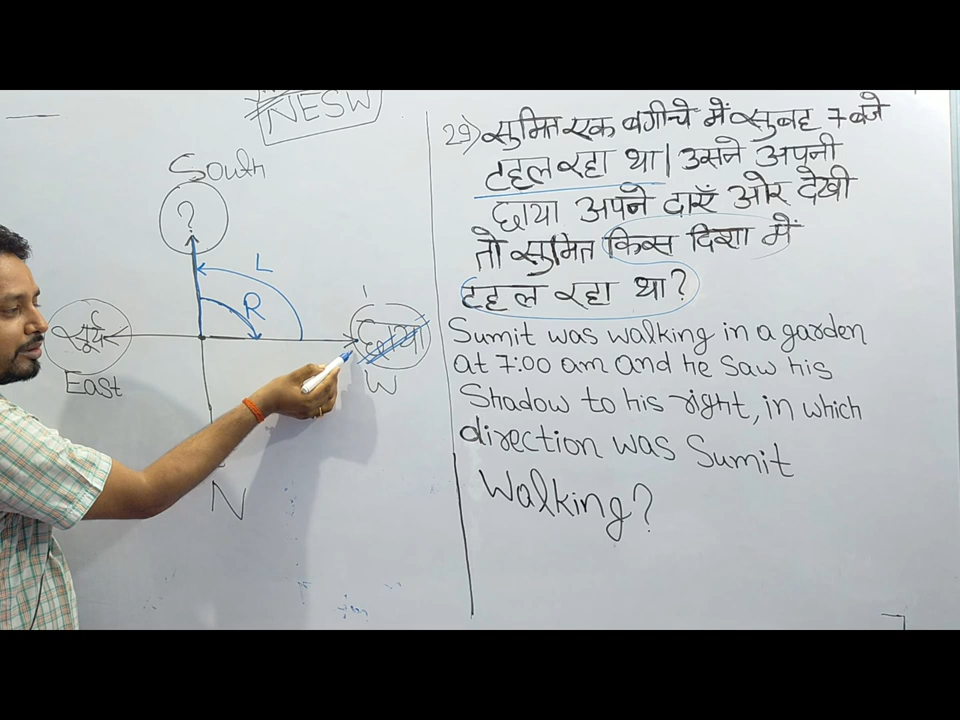 NESW
South
?
L
R
सूर्य
छाया
East
W
N
29) सुमित एक बगीचे में सुबह 7 बजे
टहल रहा था। उसने अपनी
छाया अपने दाएँ ओर देखी
तो सुमित किस दिशा में
टहल रहा था?
Sumit was walking in a garden
at 7:00 am and he saw his
Shadow to his right, in which
direction was Sumit
Walking?